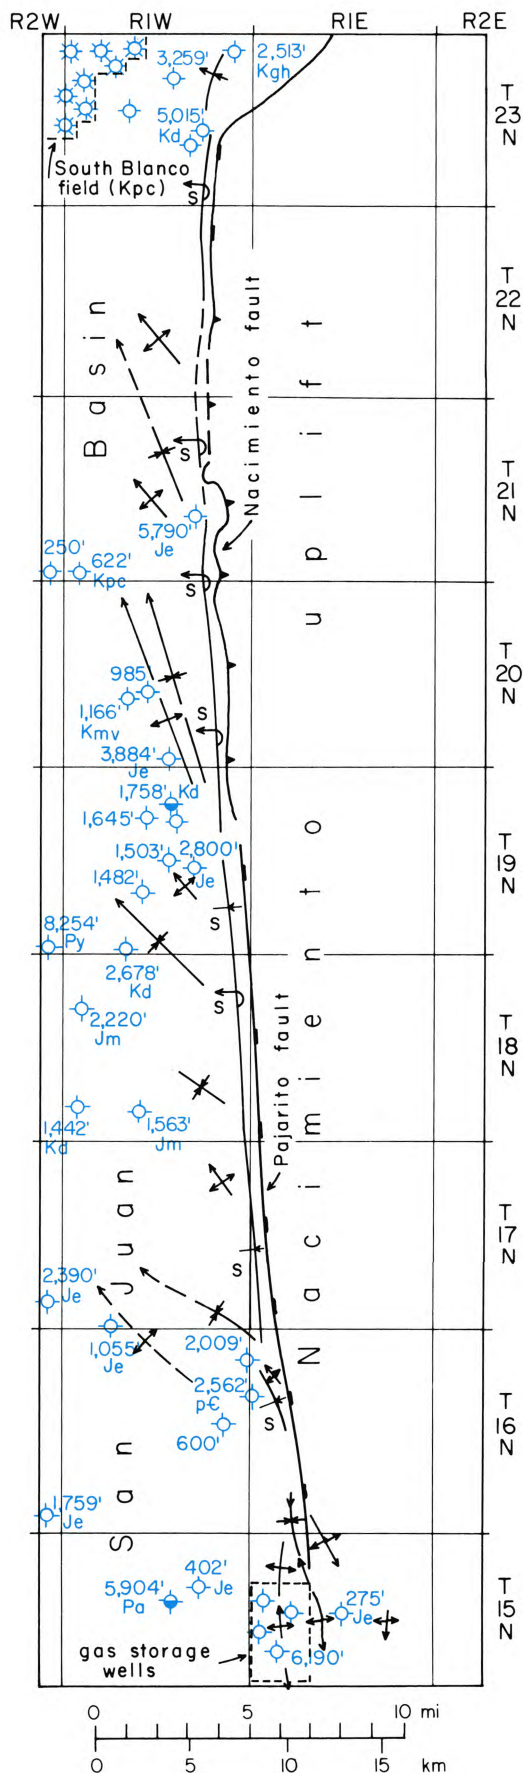 R2W R1W R1E R2E
3,259'
2,513'
Kgh
T
23
N
5,015'
Kd
South Blanco
field (Kpc)
S
T
22
N
Basin
Nacimiento fault
Nacimiento uplift
S
T
21
N
5,790'
Je
250'
622'
Kpc
S
T
20
N
985'
1,166'
Kmv
S
3,884'
Je
1,758' Kd
1,645'
T
19
N
1,503'
2,800'
Je
1,482'
S
8,254'
Py
2,678'
Kd
S
2,220'
Jm
T
18
N
Pajarito fault
1,442'
Kd
1,563'
Jm
San Juan
T
17
N
S
2,390'
Je
1,055'
Je
2,009'
2,562'
p€
S
600'
T
16
N
1,759'
Je
402'
Je
5,904'
Pa
275'
Je
T
15
N
gas storage
wells
6,190'
0 5 10 mi
0 5 10 15 km